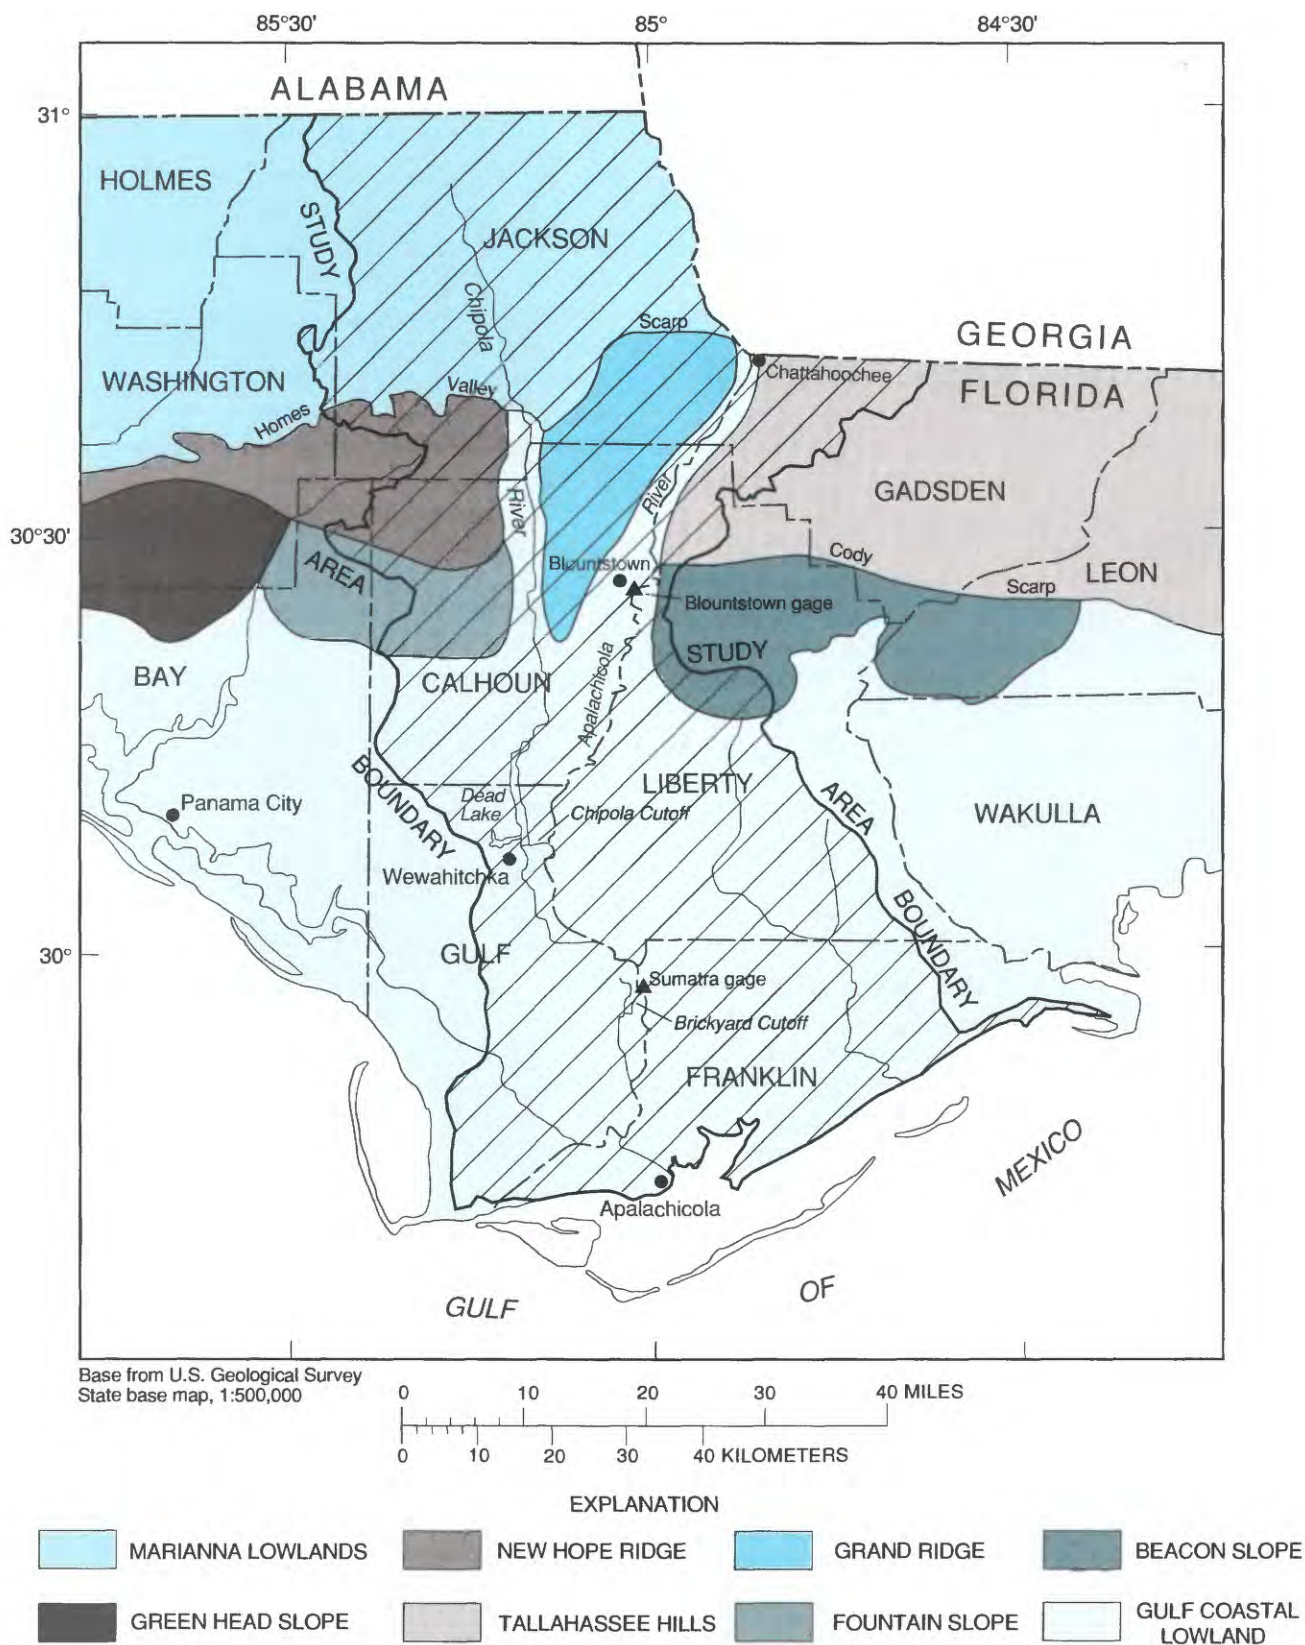 85°30'
85°
84°30'
ALABAMA
31°
HOLMES
STUDY
JACKSON
Chipola
Scarp
GEORGIA
WASHINGTON
Valley
Chattahoochee
FLORIDA
Homes
River
River
GADSDEN
30°30'
AREA
Blountstown
Cody
LEON
Scarp
Blountstown gage
STUDY
BAY
CALHOUN
Apalachicola
BOUNDARY
LIBERTY
Panama City
Dead
Lake
Chipola Cutoff
AREA
WAKULLA
Wewahitchka
BOUNDARY
GULF
30°
Sumatra gage
Brickyard Cutoff
FRANKLIN
MEXICO
Apalachicola
OF
GULF
Base from U.S. Geological Survey
State base map, 1:500,000
0 10 20 30 40 MILES
0 10 20 30 40 KILOMETERS
EXPLANATION
MARIANNA LOWLANDS
NEW HOPE RIDGE
GRAND RIDGE
BEACON SLOPE
GREEN HEAD SLOPE
TALLAHASSEE HILLS
FOUNTAIN SLOPE
GULF COASTAL
LOWLAND